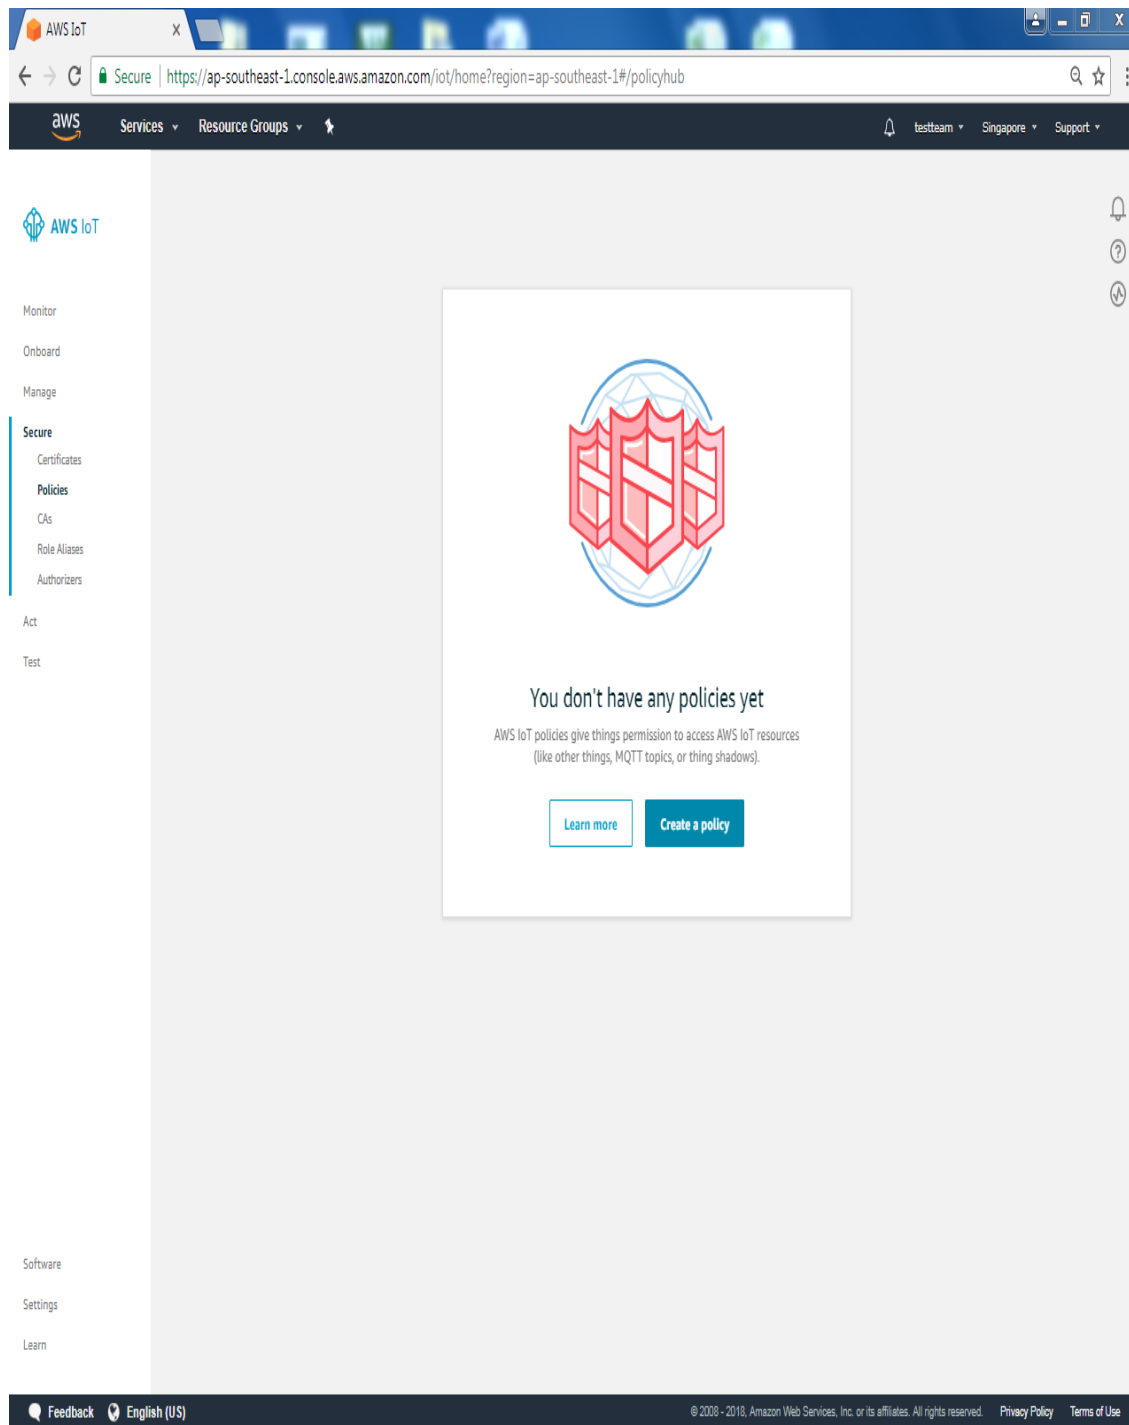 AWS IoT
Secure | https://ap-southeast-1.console.aws.amazon.com/iot/home?region=ap-southeast-1#/policyhub
aws Services Resource Groups testteam Singapore Support
AWS IoT
Monitor
Onboard
Manage
Secure
Certificates
Policies
CAs
Role Aliases
Authorizers
Act
Test
You don't have any policies yet
AWS IoT policies give things permission to access AWS IoT resources
(like other things, MQTT topics, or thing shadows).
Learn more Create a policy
Software
Settings
Learn
Feedback English (US) © 2008 - 2018, Amazon Web Services, Inc. or its affiliates. All rights reserved. Privacy Policy Terms of Use